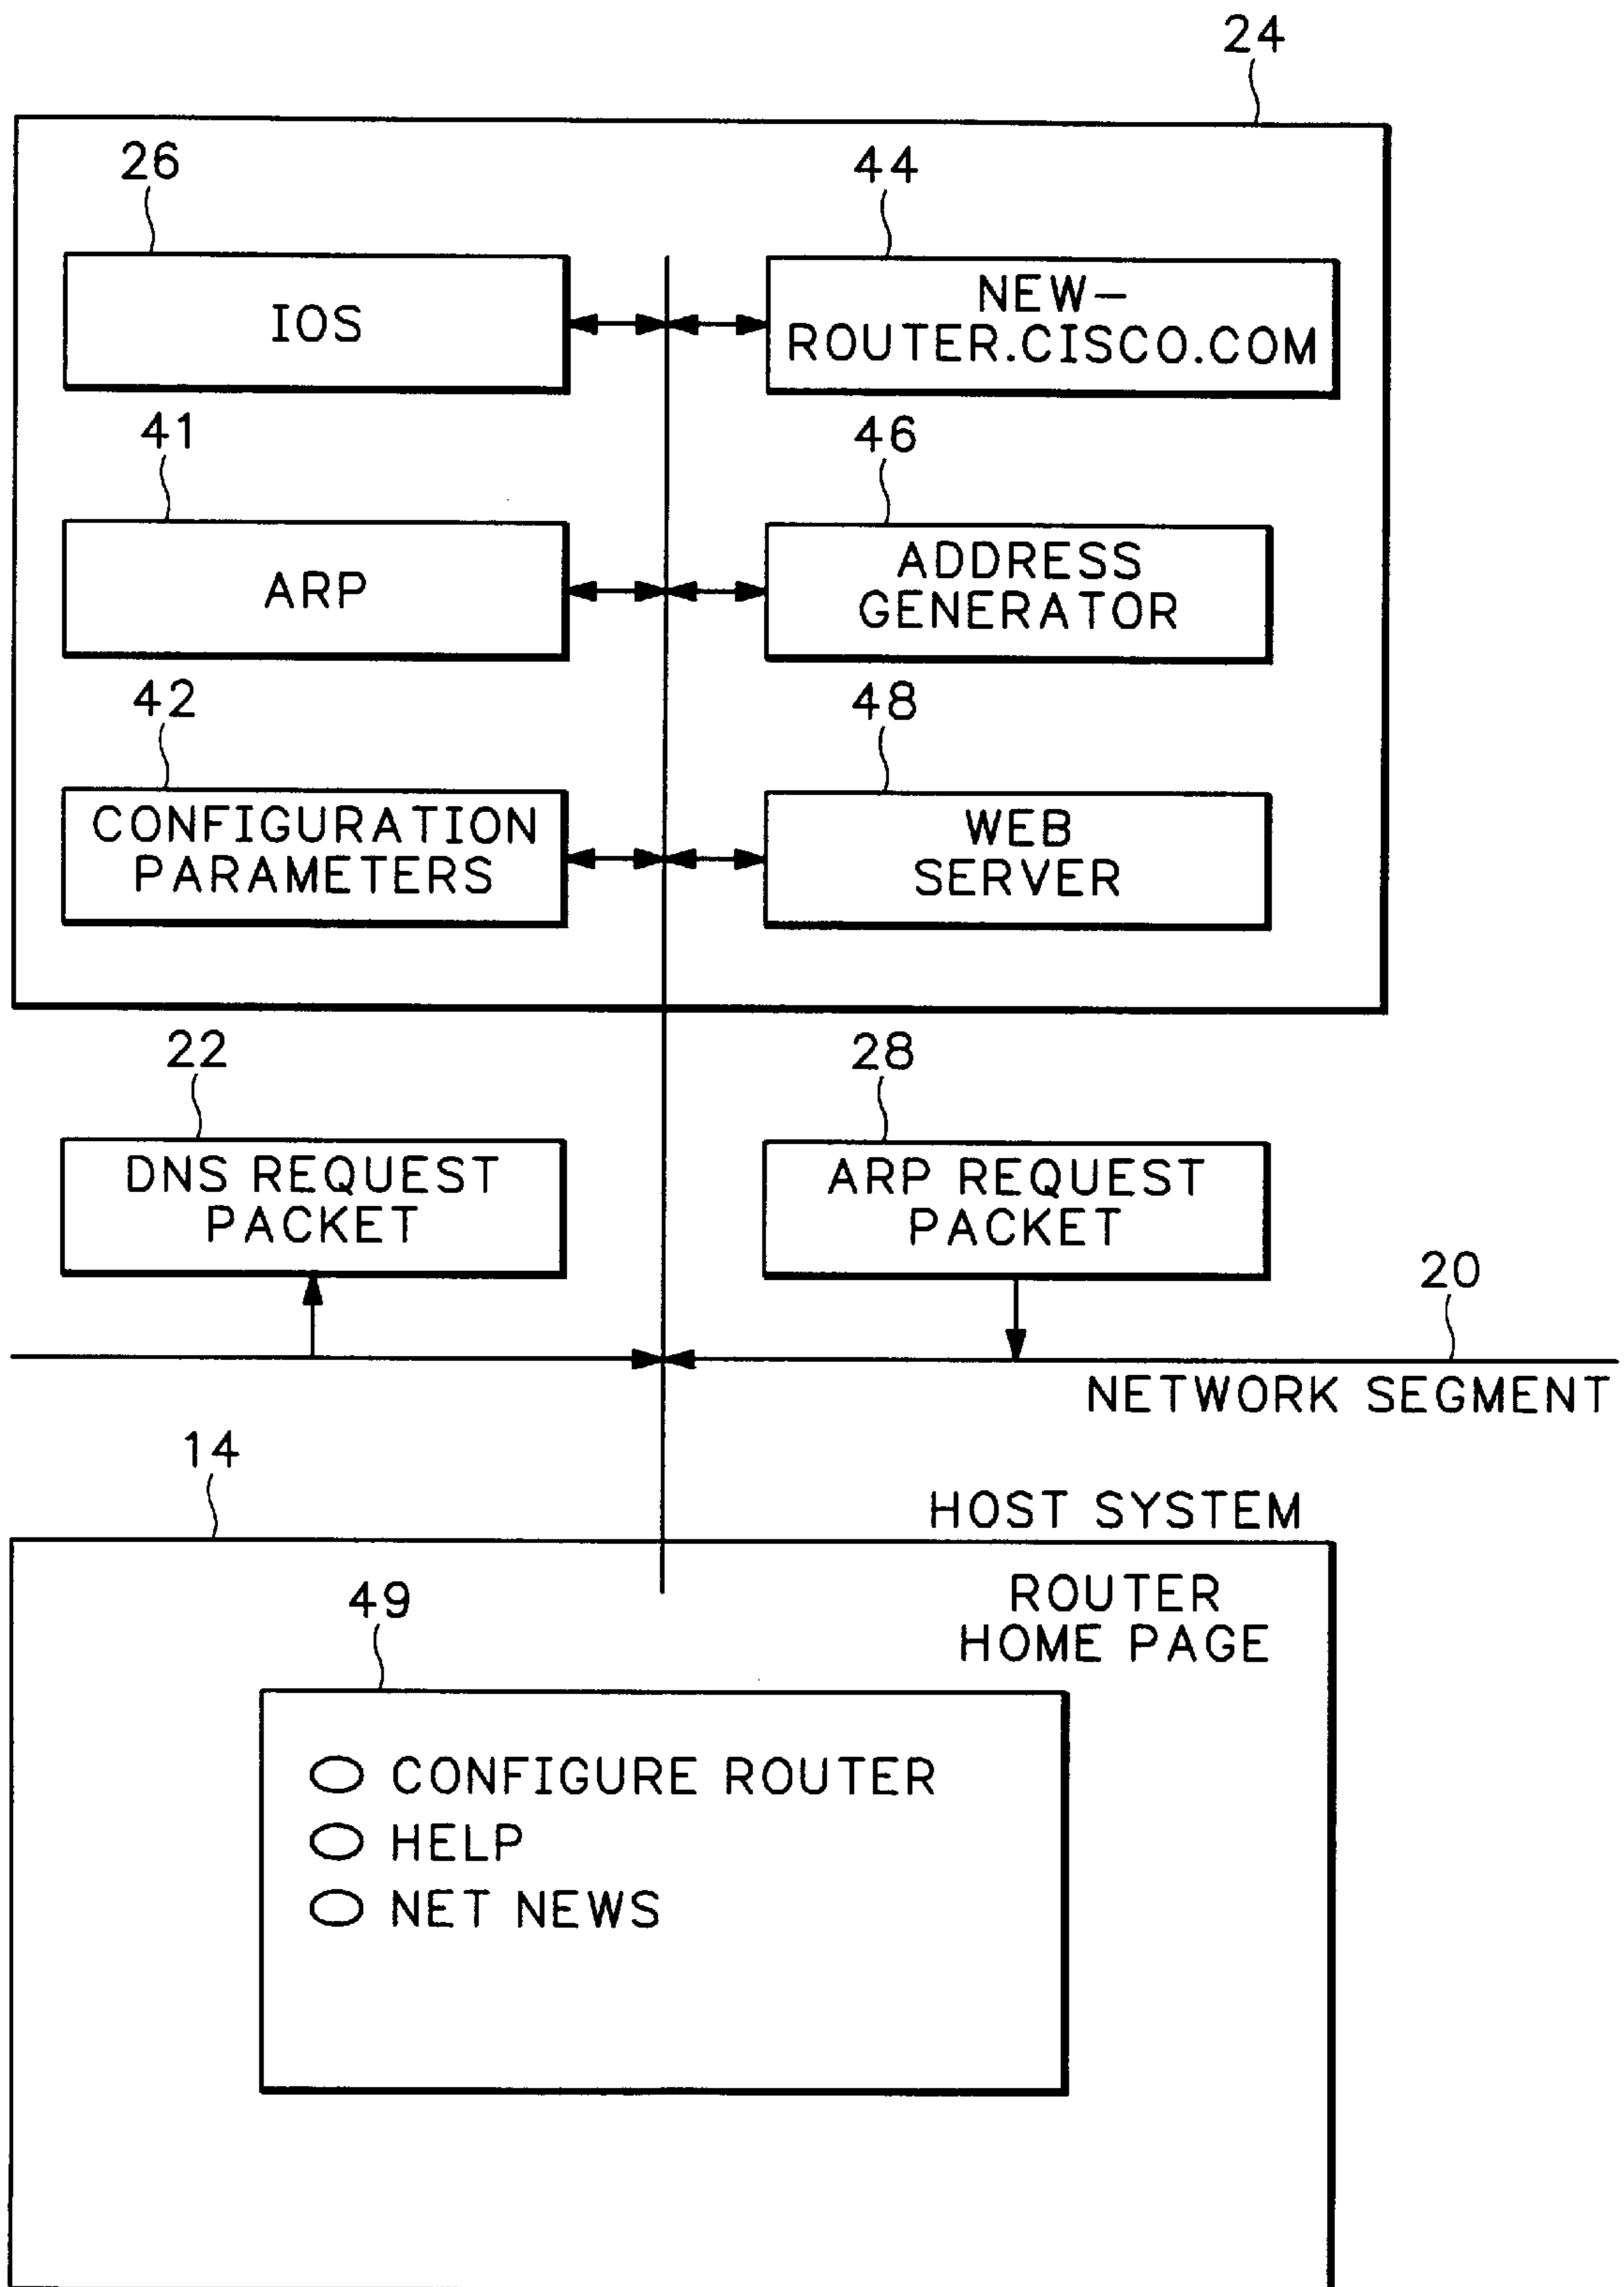 24
26
44
IOS
NEW-
ROUTER.CISCO.COM
41
46
ARP
ADDRESS
GENERATOR
42
48
CONFIGURATION
PARAMETERS
WEB
SERVER
22
28
DNS REQUEST
PACKET
ARP REQUEST
PACKET
20
NETWORK SEGMENT
14
HOST SYSTEM
ROUTER
HOME PAGE
49
CONFIGURE ROUTER
HELP
NET NEWS